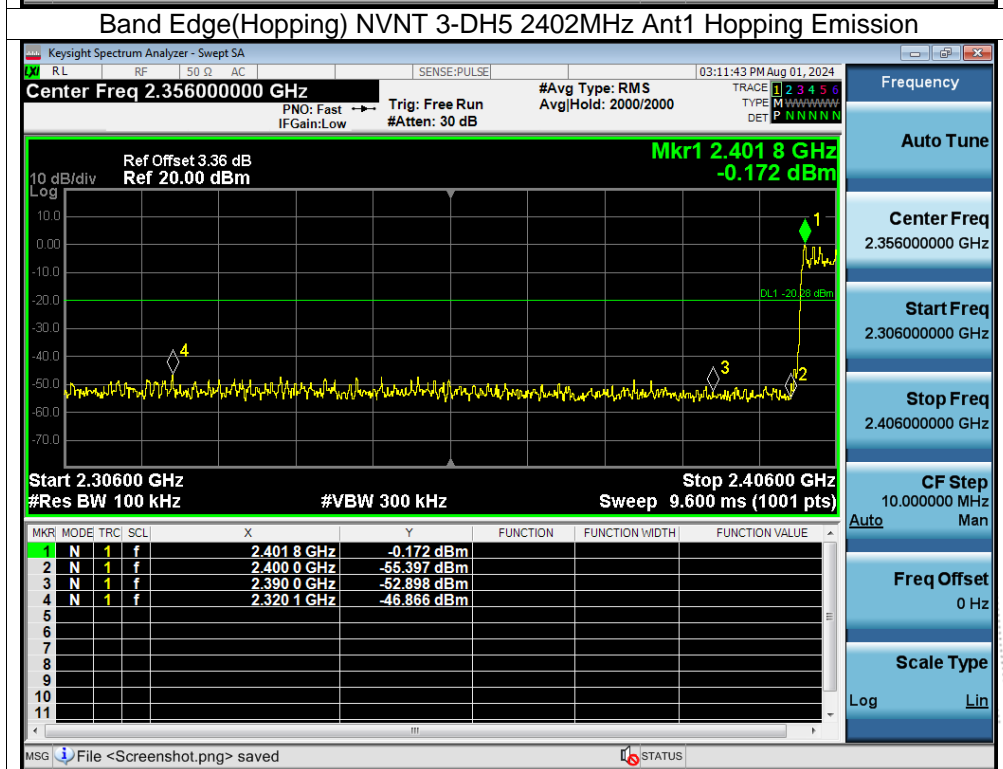 Band Edge(Hopping) NVNT 3-DH5 2402MHz Ant1 Hopping Emission
Keysight Spectrum Analyzer - Swept SA
LXI RL RF 50 Ω AC SENSE:PULSE 03:11:43 PM Aug 01, 2024
Center Freq 2.356000000 GHz
PNO: Fast
IFGain:Low
Trig: Free Run
#Atten: 30 dB
#Avg Type: RMS
Avg|Hold: 2000/2000
TRACE 1 2 3 4 5 6
TYPE M WWWWW
DET P N N N N N
Ref Offset 3.36 dB
10 dB/div Ref 20.00 dBm
Log
Mkr1 2.401 8 GHz
-0.172 dBm
10.0
0.00
-10.0
-20.0
-30.0
-40.0
-50.0
-60.0
-70.0
1
DL1 -20.28 dBm
4
3
2
Start 2.30600 GHz Stop 2.40600 GHz
#Res BW 100 kHz #VBW 300 kHz Sweep 9.600 ms (1001 pts)
MKR MODE TRC SCL X Y FUNCTION FUNCTION WIDTH FUNCTION VALUE
1 N 1 f 2.401 8 GHz -0.172 dBm
2 N 1 f 2.400 0 GHz -55.397 dBm
3 N 1 f 2.390 0 GHz -52.898 dBm
4 N 1 f 2.320 1 GHz -46.866 dBm
5
6
7
8
9
10
11
MSG File <Screenshot.png> saved STATUS
Frequency
Auto Tune
Center Freq
2.356000000 GHz
Start Freq
2.306000000 GHz
Stop Freq
2.406000000 GHz
CF Step
10.000000 MHz
Auto Man
Freq Offset
0 Hz
Scale Type
Log Lin